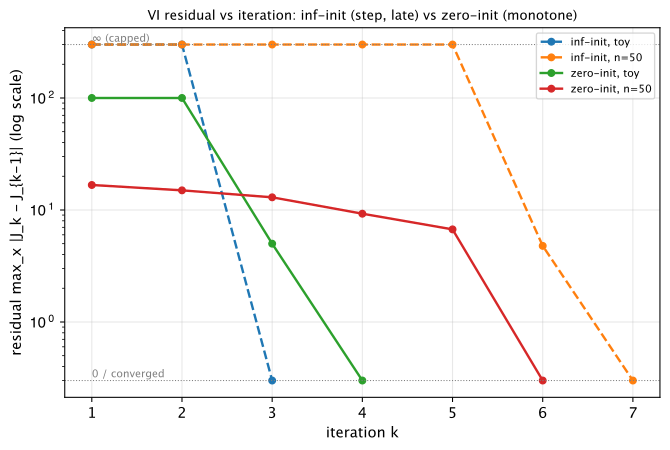 VI residual vs iteration: inf-init (step, late) vs zero-init (monotone)
∞ (capped)
inf-init, toy
inf-init, n=50
zero-init, toy
zero-init, n=50
residual max_x |J_k − J_{k−1}| (log scale)
10²
10¹
10⁰
0 / converged
1 2 3 4 5 6 7
iteration k